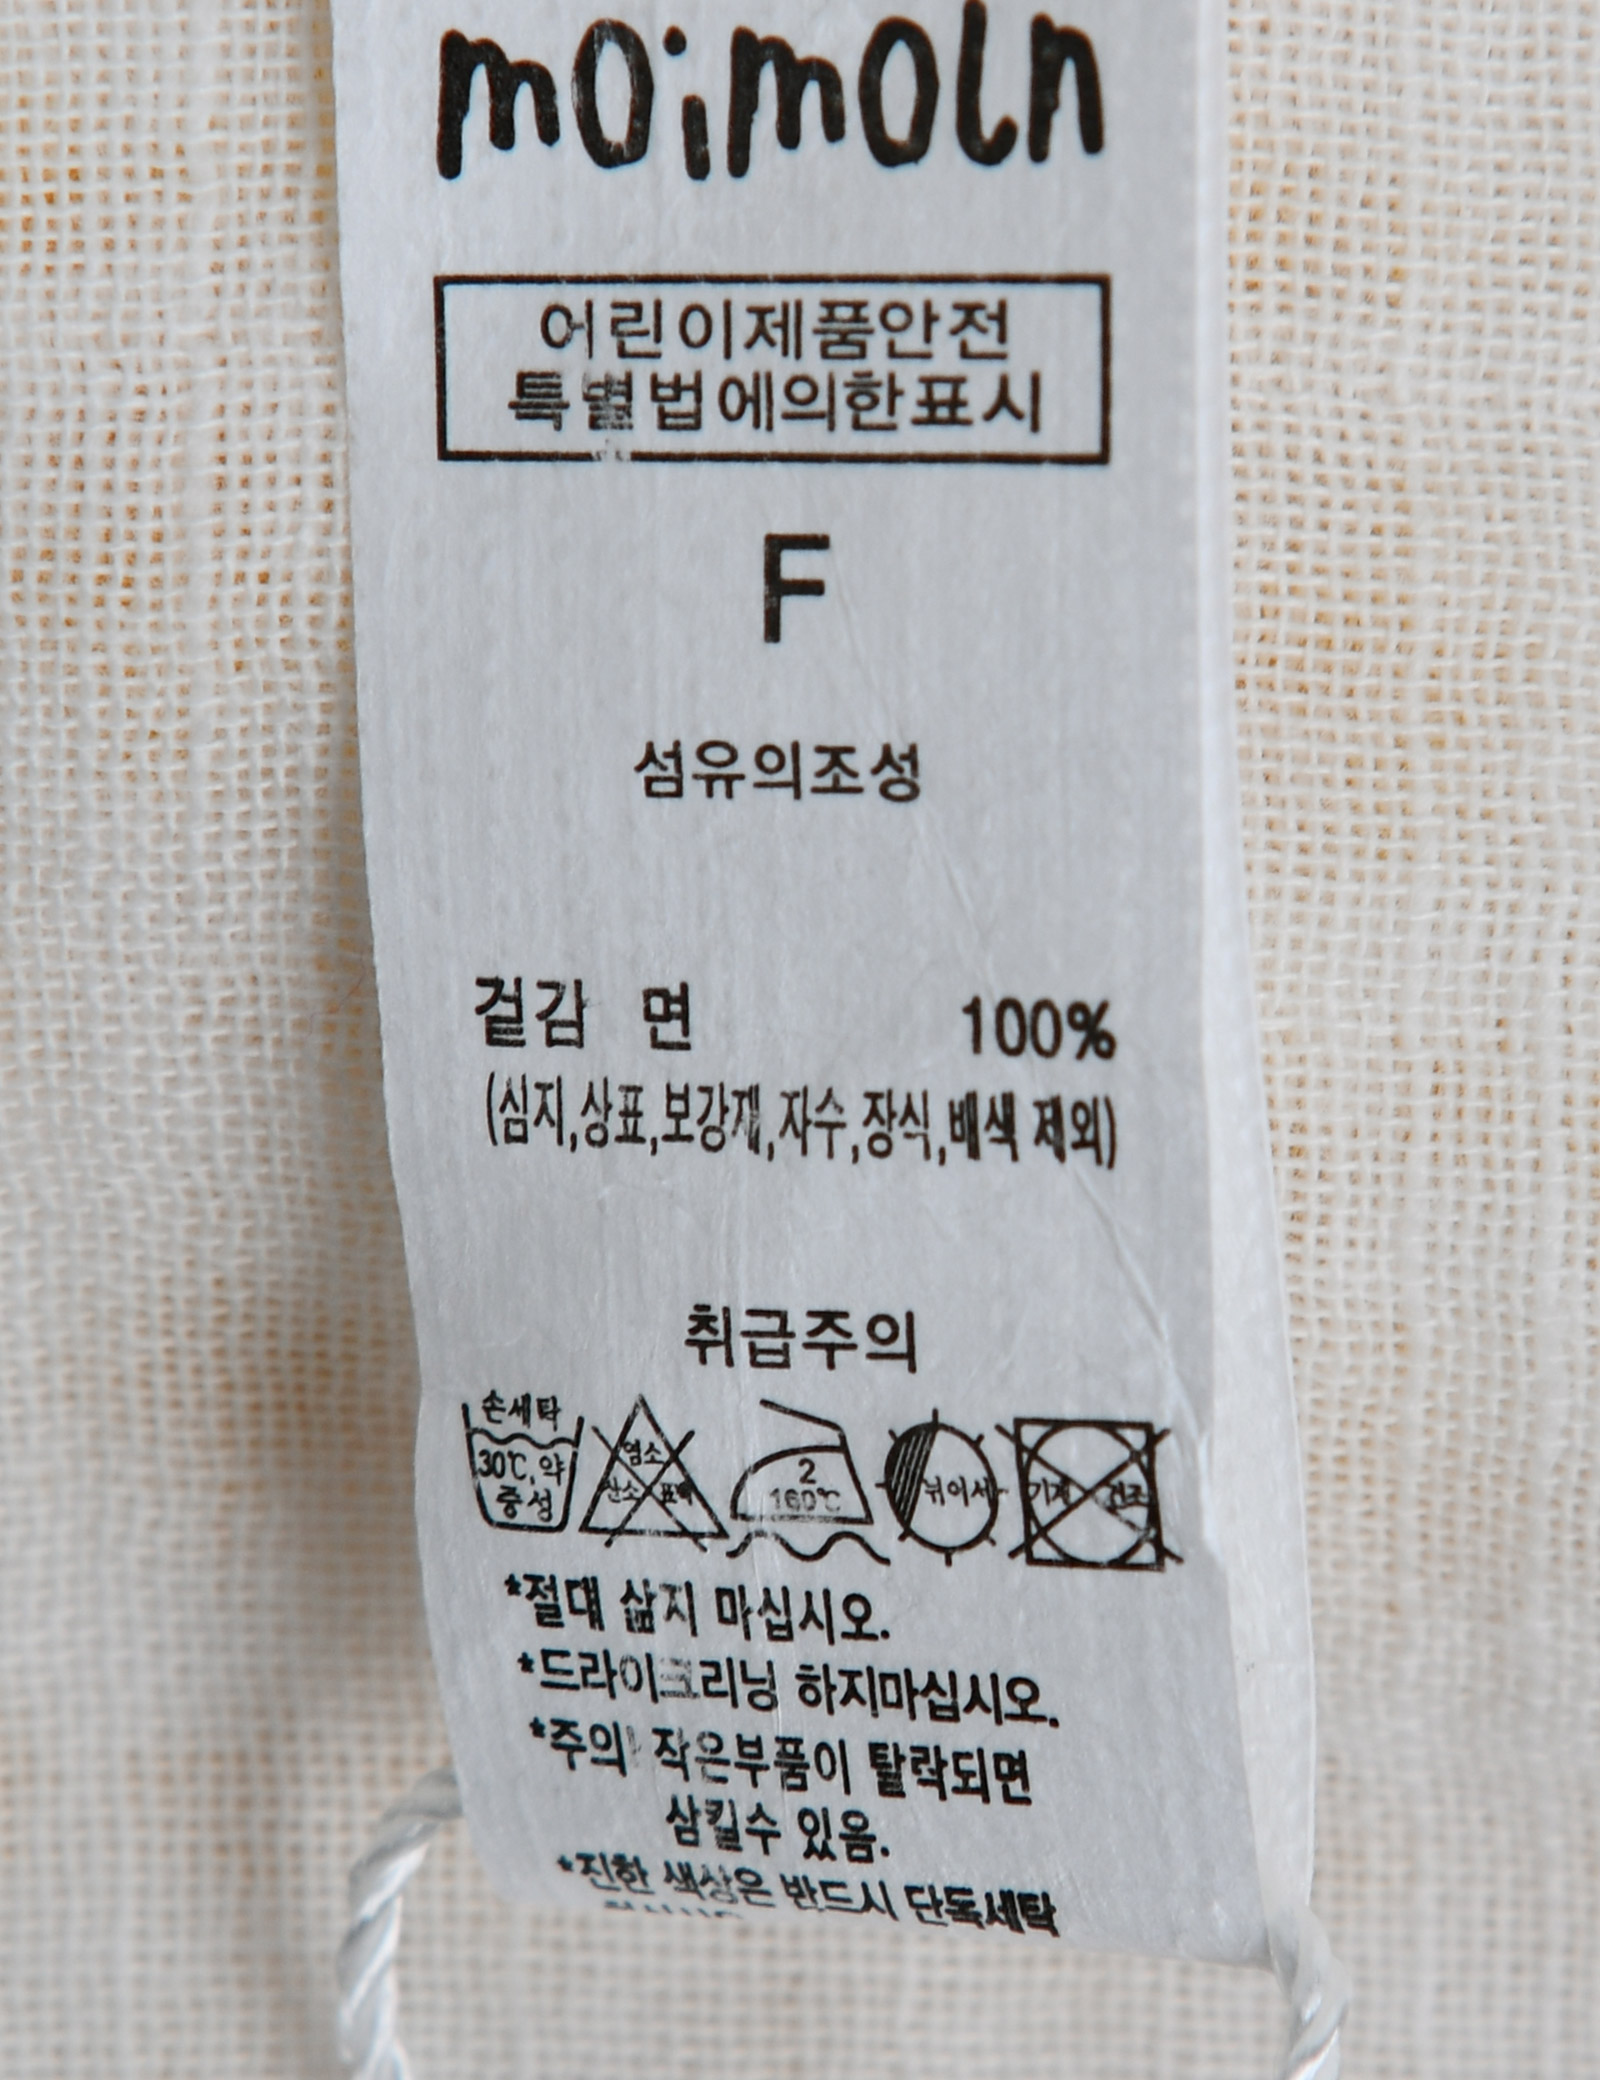 moimoln
어린이제품안전
특별법에의한표시
F
섬유의조성
겉감 면 100%
(심지,상표,보강재,자수,장식,배색 제외)
취급주의
손세탁
30℃,약
중성
염소
산소 표백
2
160℃
뉘어서
기계 건조
*절대 삶지 마십시오.
*드라이크리닝 하지마십시오.
*주의! 작은부품이 탈락되면
삼킬수 있음.
*진한 색상은 반드시 단독세탁